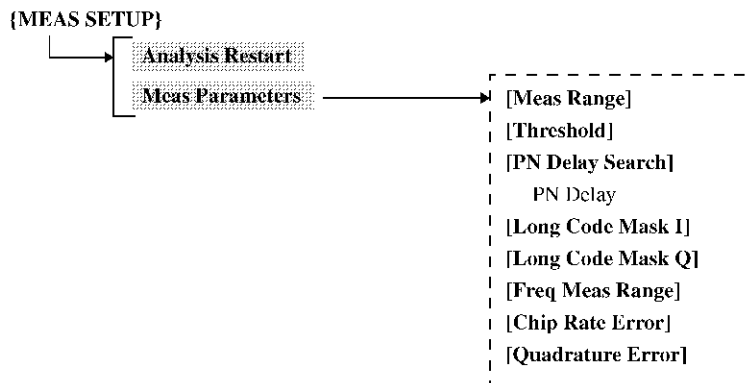 {MEAS SETUP}
Analysis Restart
Meas Parameters
[Meas Range]
[Threshold]
[PN Delay Search]
PN Delay
[Long Code Mask I]
[Long Code Mask Q]
[Freq Meas Range]
[Chip Rate Error]
[Quadrature Error]